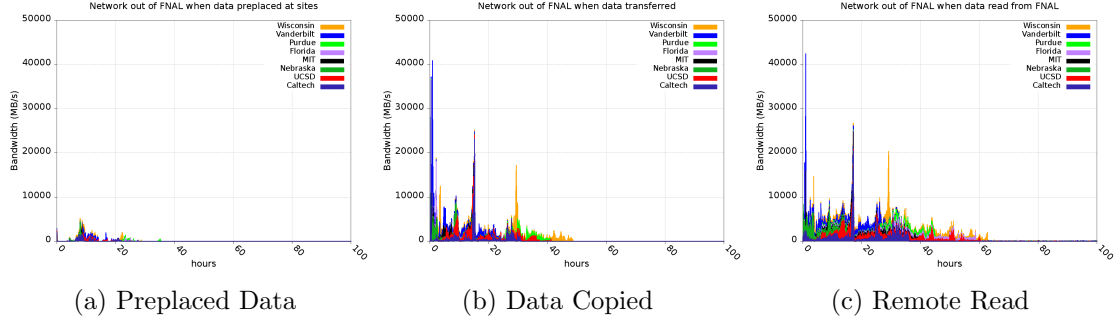 Network out of FNAL when data preplaced at sites
50000
40000
30000
20000
10000
0
Bandwidth (MB/s)
Wisconsin
Vanderbilt
Purdue
Florida
MIT
Nebraska
UCSD
Caltech
0
20
40
60
80
100
hours
(a) Preplaced Data
Network out of FNAL when data transferred
50000
40000
30000
20000
10000
0
Bandwidth (MB/s)
Wisconsin
Vanderbilt
Purdue
Florida
MIT
Nebraska
UCSD
Caltech
0
20
40
60
80
100
hours
(b) Data Copied
Network out of FNAL when data read from FNAL
50000
40000
30000
20000
10000
0
Bandwidth (MB/s)
Wisconsin
Vanderbilt
Purdue
Florida
MIT
Nebraska
UCSD
Caltech
0
20
40
60
80
100
hours
(c) Remote Read